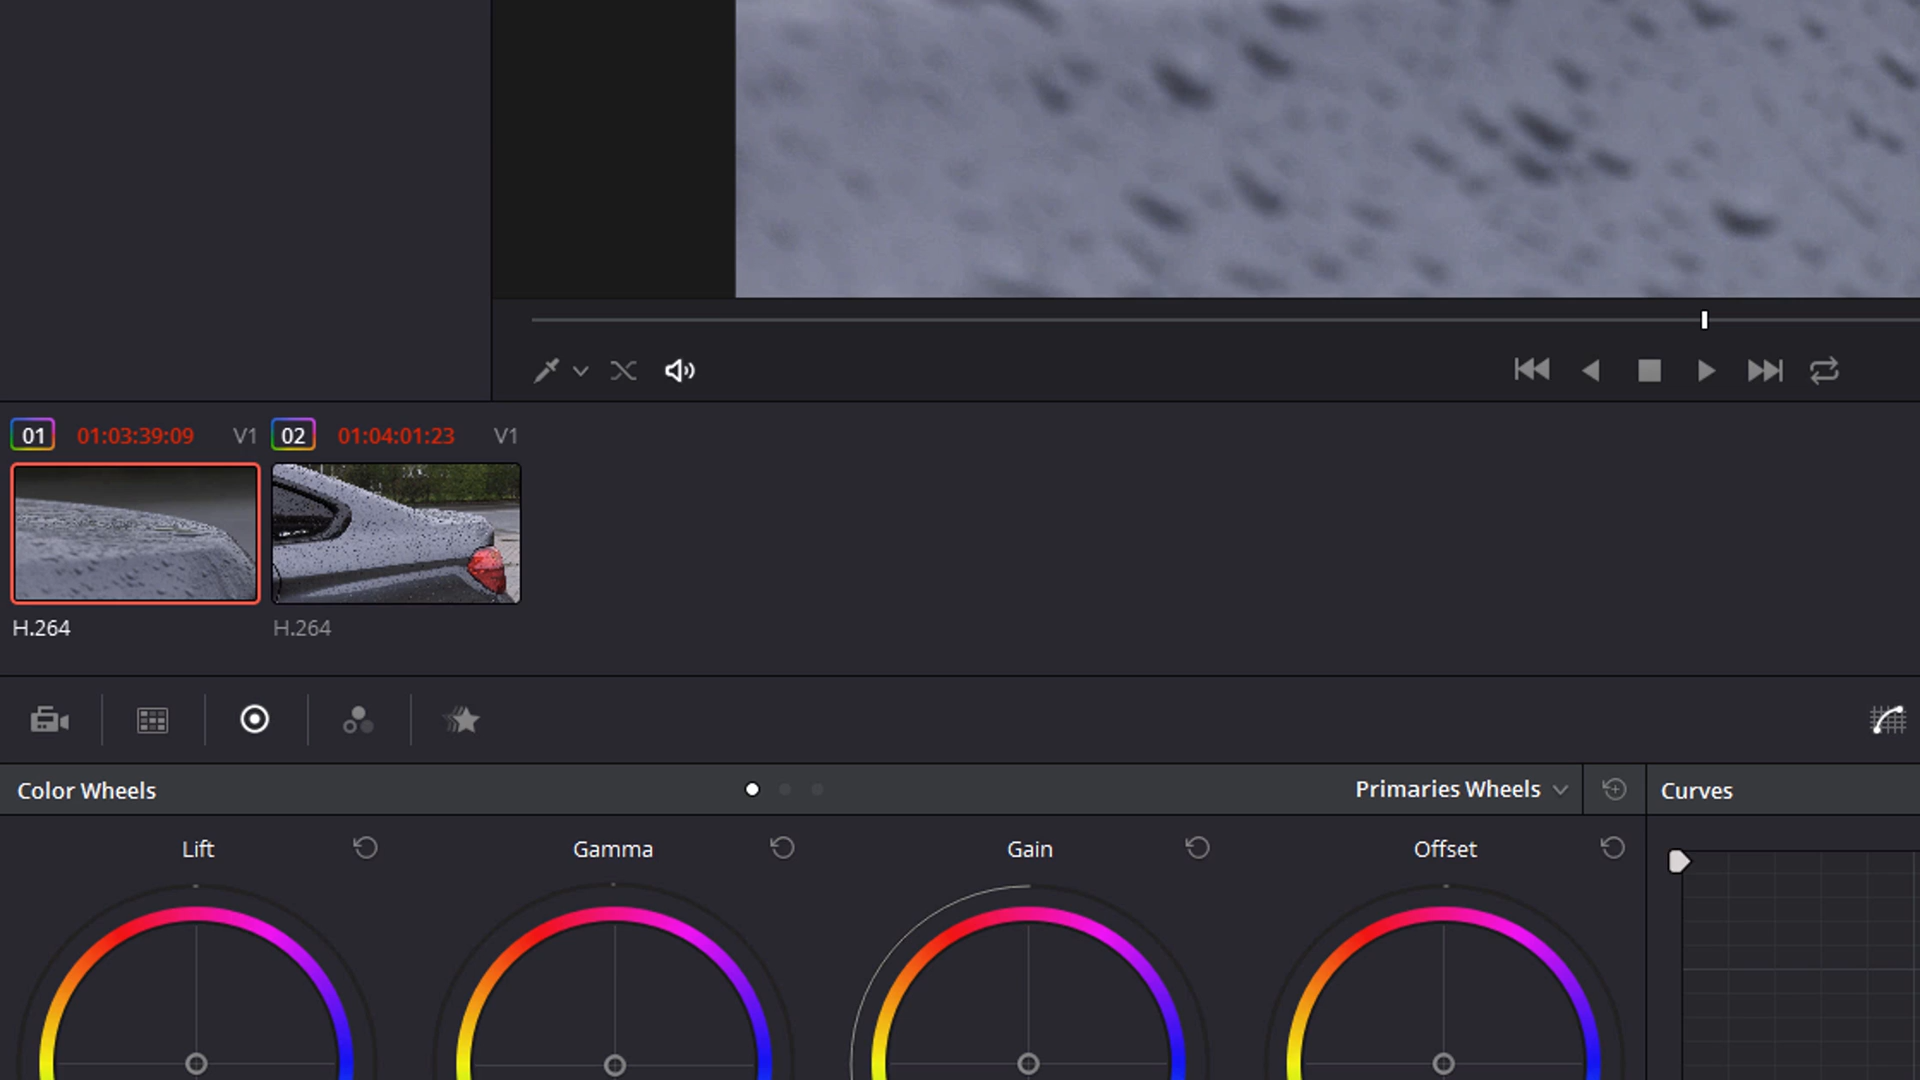 01 01:03:39:09 V1 02 01:04:01:23 V1
H.264 H.264
Color Wheels Primaries Wheels Curves
Lift Gamma Gain Offset